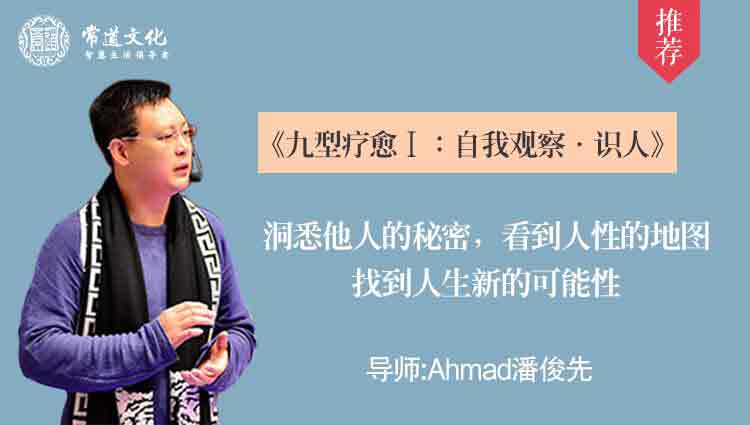 常道文化
智慧生活倡导者
推荐
《九型疗愈Ⅰ：自我观察·识人》
洞悉他人的秘密，看到人性的地图
找到人生新的可能性
导师:Ahmad潘俊先